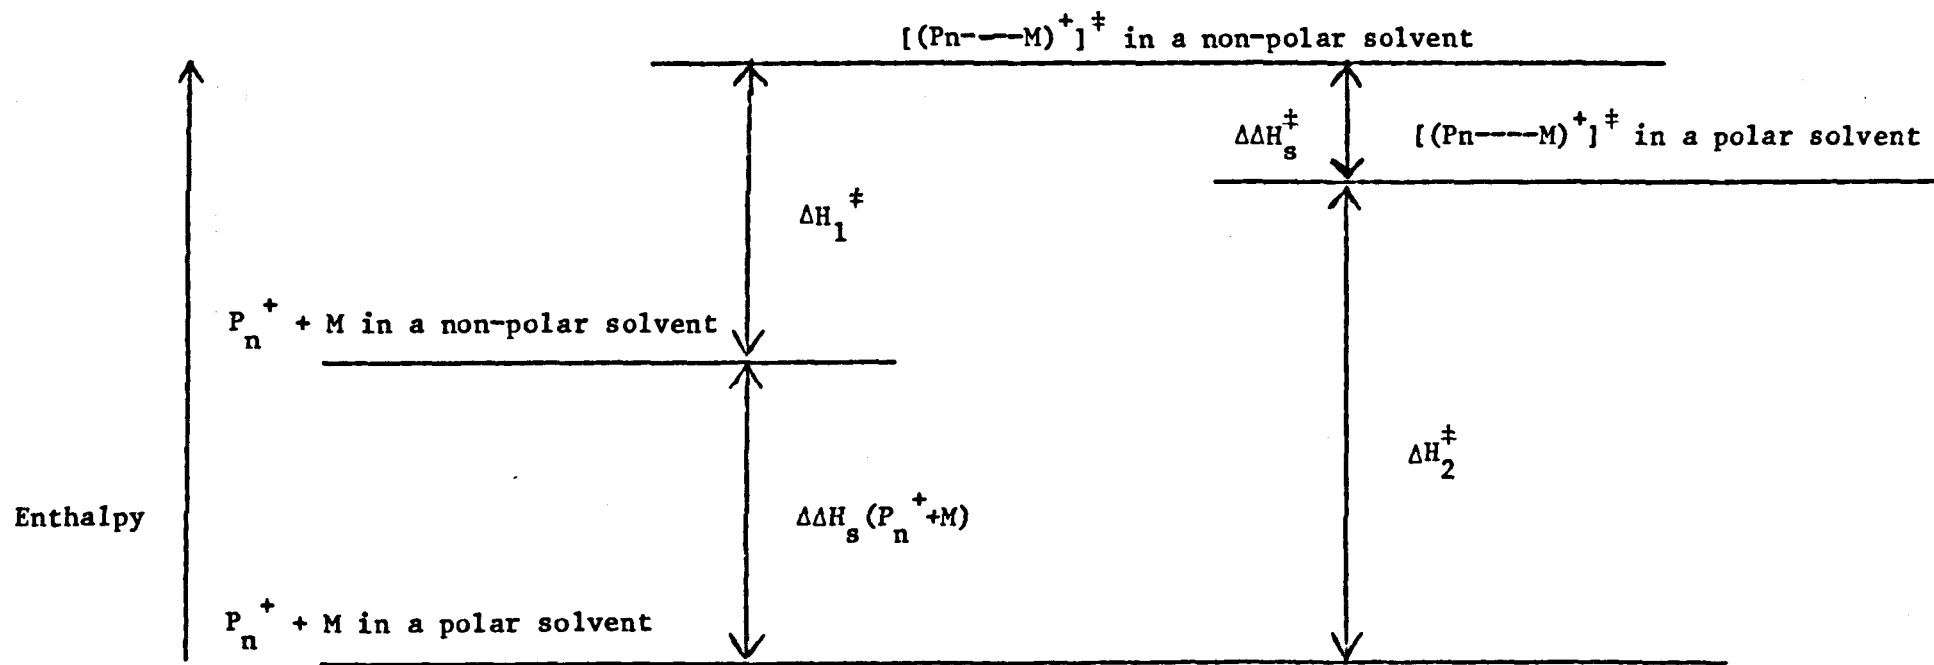 [(Pn-—–M)⁺]‡ in a non-polar solvent
ΔΔHₛ‡
[(Pn-–––M)⁺]‡ in a polar solvent
ΔH₁‡
Pₙ⁺ + M in a non-polar solvent
ΔH₂‡
Enthalpy
ΔΔHₛ(Pₙ⁺+M)
Pₙ⁺ + M in a polar solvent